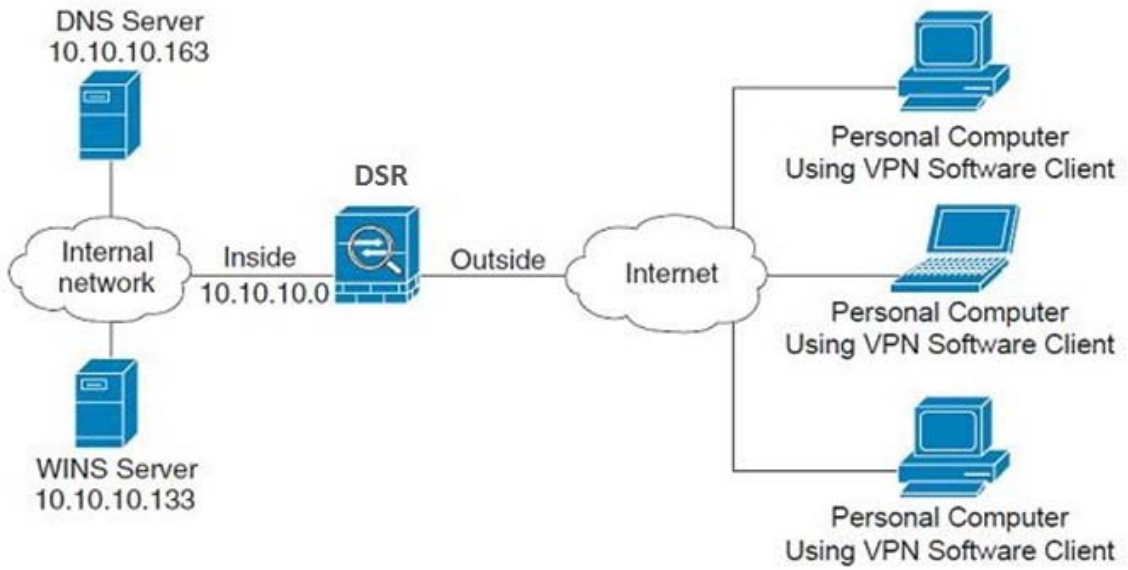 DNS Server
10.10.10.163
Internal
network
Inside
10.10.10.0
DSR
Outside
Internet
WINS Server
10.10.10.133
Personal Computer
Using VPN Software Client
Personal Computer
Using VPN Software Client
Personal Computer
Using VPN Software Client